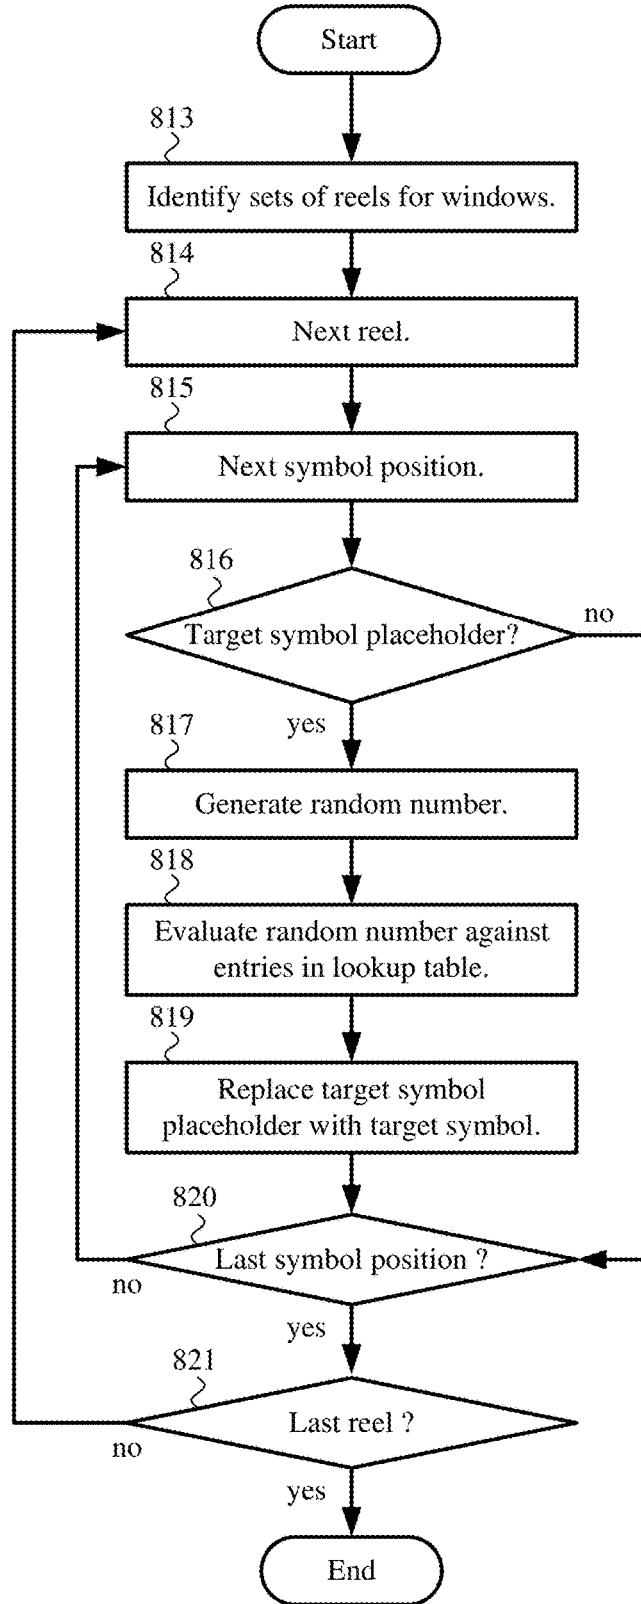 Start
813
Identify sets of reels for windows.
814
Next reel.
815
Next symbol position.
816
Target symbol placeholder?
no
yes
817
Generate random number.
818
Evaluate random number against
entries in lookup table.
819
Replace target symbol
placeholder with target symbol.
820
Last symbol position ?
no
yes
821
Last reel ?
no
yes
End